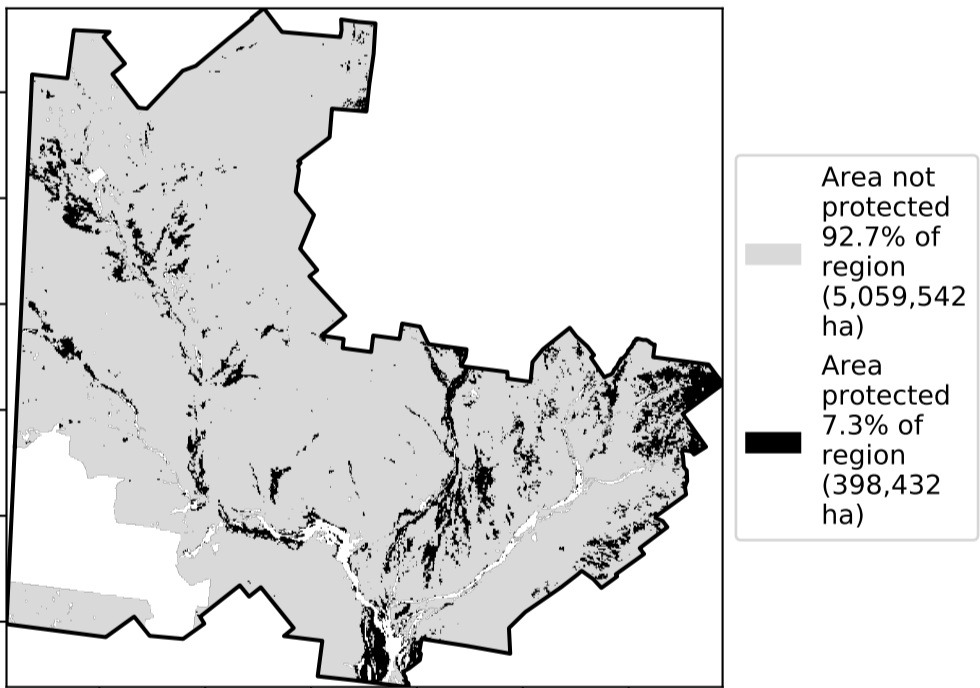 Area not
protected
92.7% of
region
(5,059,542
ha)
Area
protected
7.3% of
region
(398,432
ha)